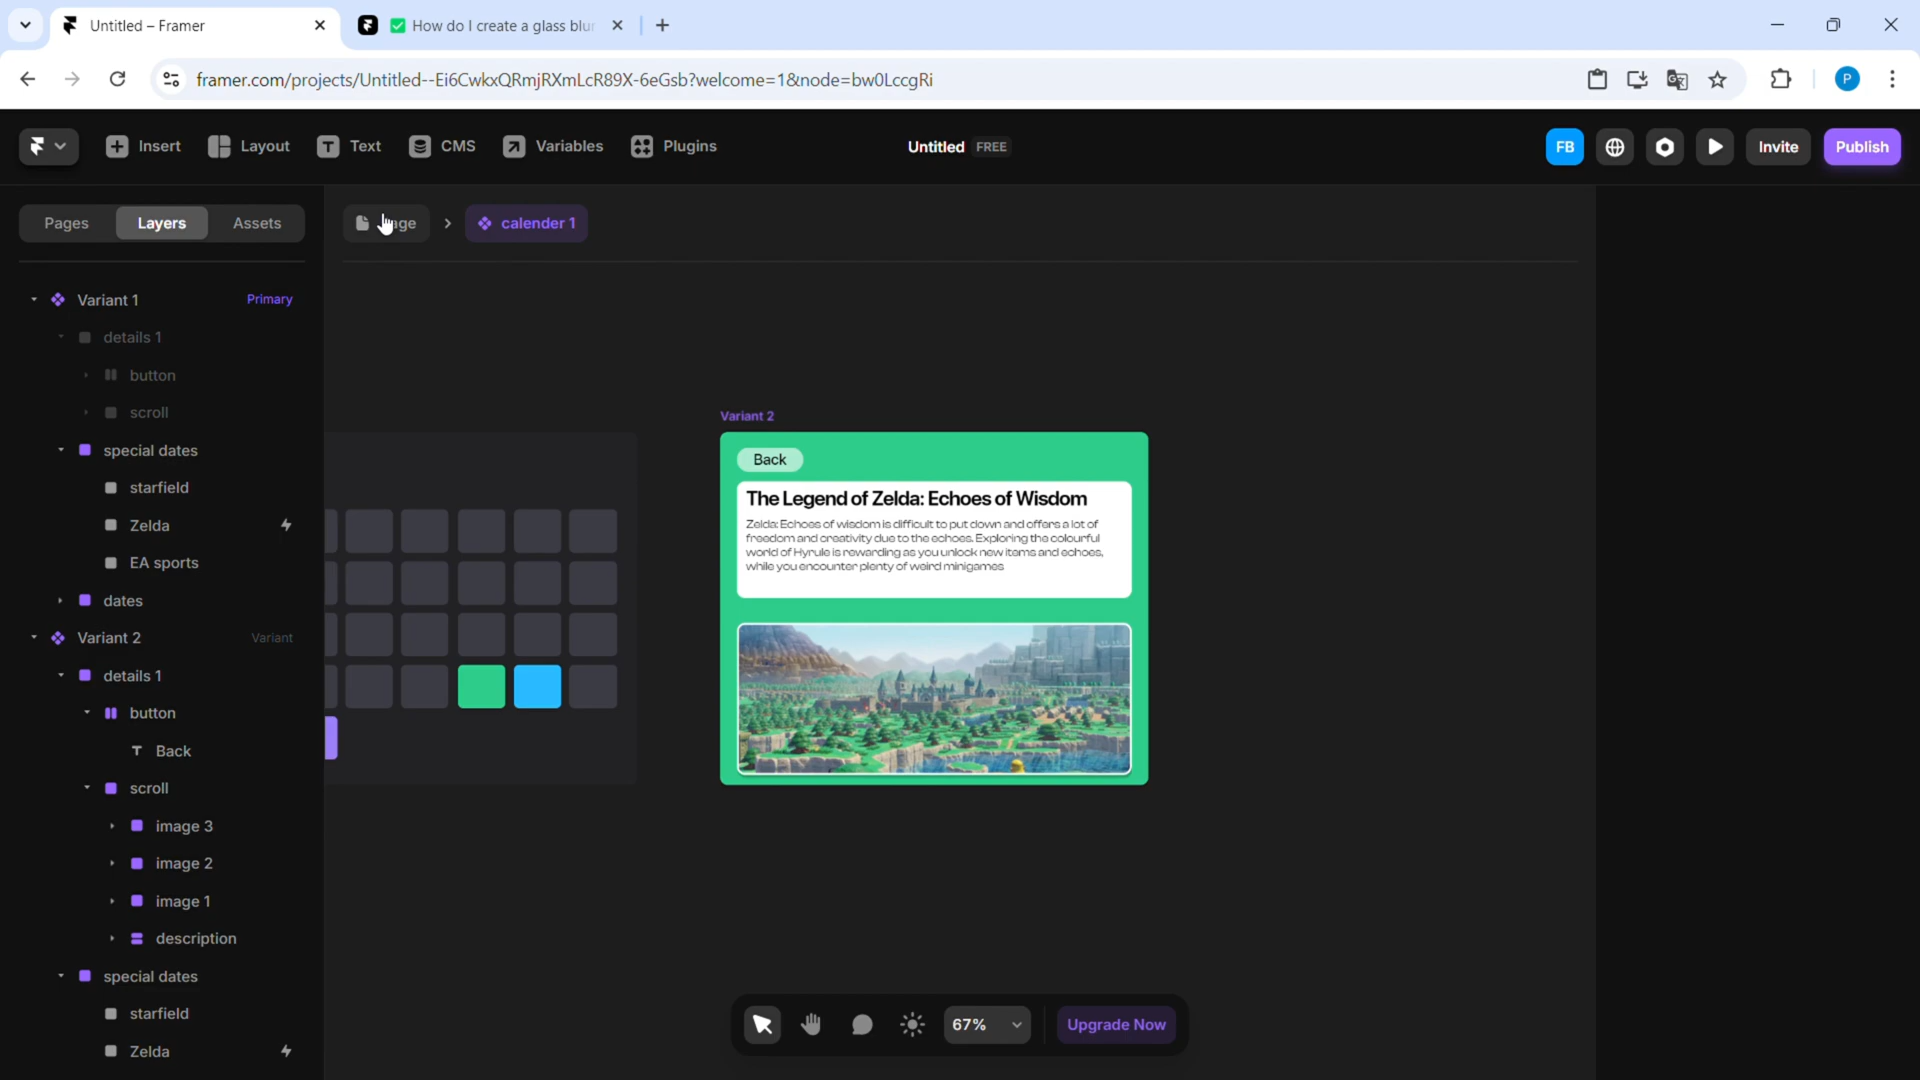 Untitled – Framer
How do I create a glass blur
framer.com/projects/Untitled--Ei6CwkxQRmjRXmLcR89X-6eGsb?welcome=1&node=bw0LccgRi
P
Insert
Layout
Text
CMS
Variables
Plugins
Untitled FREE
FB
Invite
Publish
Pages
Layers
Assets
calender 1
Variant 1 Primary
details 1
button
scroll
special dates
starfield
Zelda
EA sports
dates
Variant 2 Variant
details 1
button
Back
scroll
image 3
image 2
image 1
description
special dates
starfield
Zelda
Variant 2
Back
The Legend of Zelda: Echoes of Wisdom
Zelda: Echoes of wisdom is difficult to put down and offers a lot of
freedom and creativity due to the echoes. Exploring the colourful
world of Hyrule is rewarding as you unlock new items and echoes,
while you encounter plenty of weird minigames
67%
Upgrade Now